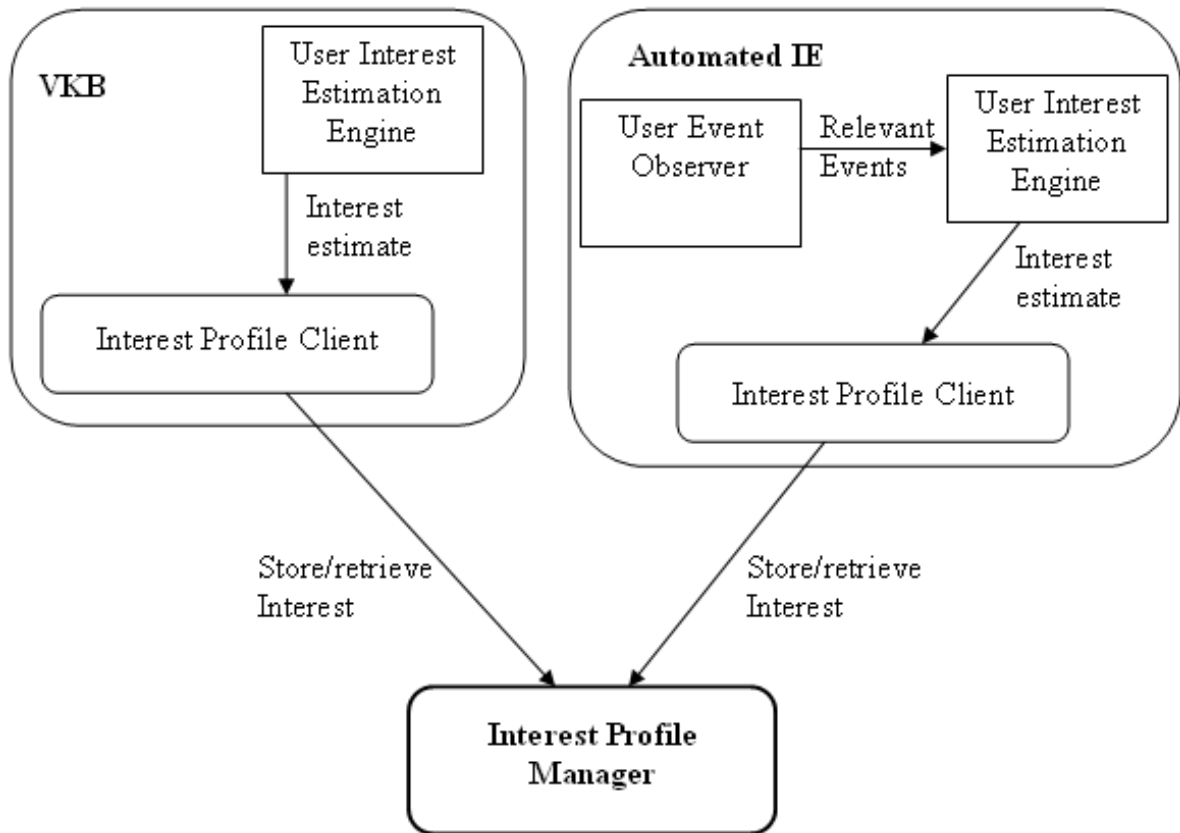 VKB
User Interest
Estimation
Engine
Interest
estimate
Interest Profile Client
Automated IE
User Event
Observer
Relevant
Events
User Interest
Estimation
Engine
Interest
estimate
Interest Profile Client
Store/retrieve
Interest
Store/retrieve
Interest
Interest Profile
Manager